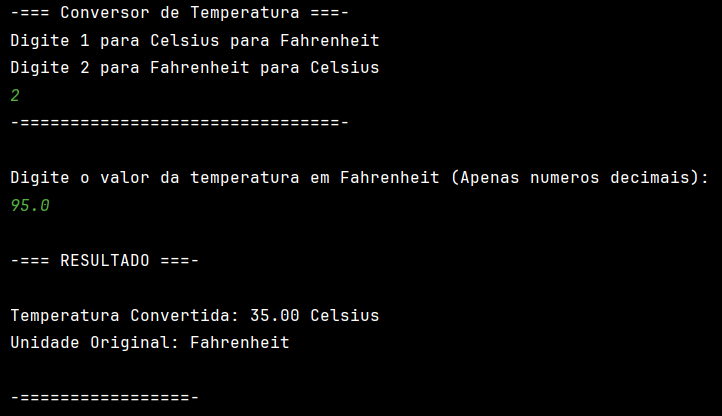 -=== Conversor de Temperatura ===-
Digite 1 para Celsius para Fahrenheit
Digite 2 para Fahrenheit para Celsius
2
-================================-
Digite o valor da temperatura em Fahrenheit (Apenas numeros decimais):
95.0
-=== RESULTADO ===-
Temperatura Convertida: 35.00 Celsius
Unidade Original: Fahrenheit
-=================-